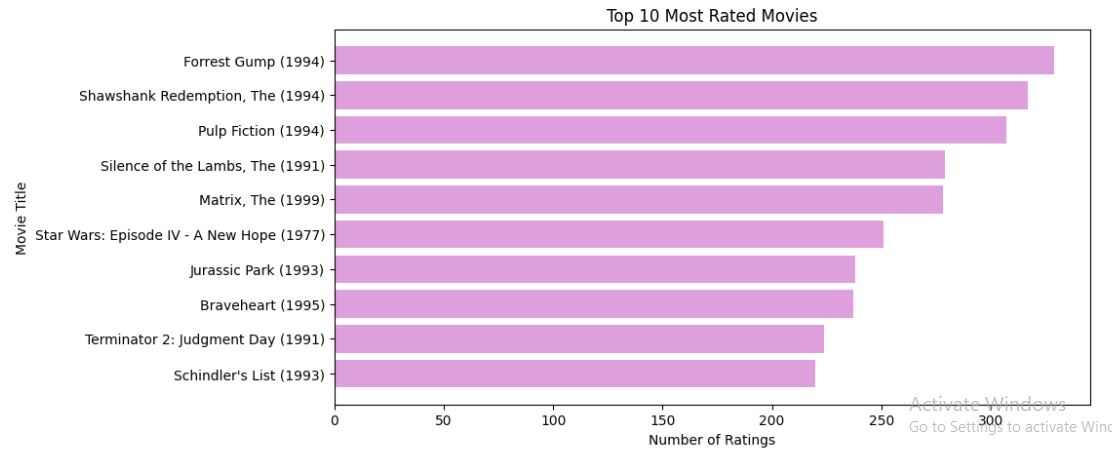 Top 10 Most Rated Movies
Movie Title
Forrest Gump (1994)
Shawshank Redemption, The (1994)
Pulp Fiction (1994)
Silence of the Lambs, The (1991)
Matrix, The (1999)
Star Wars: Episode IV - A New Hope (1977)
Jurassic Park (1993)
Braveheart (1995)
Terminator 2: Judgment Day (1991)
Schindler's List (1993)
0 50 100 150 200 250 300
Number of Ratings
Activate Windows
Go to Settings to activate Wind